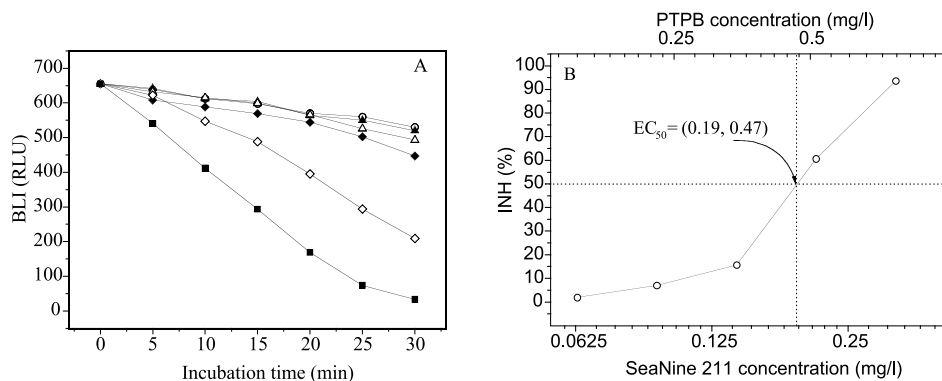 A
700
600
500
400
300
200
100
0
BLI (RLU)
0 5 10 15 20 25 30
Incubation time (min)
PTPB concentration (mg/l)
0.25 0.5
B
100
90
80
70
60
50
40
30
20
10
0
INH (%)
EC50= (0.19, 0.47)
0.0625 0.125 0.25
SeaNine 211 concentration (mg/l)